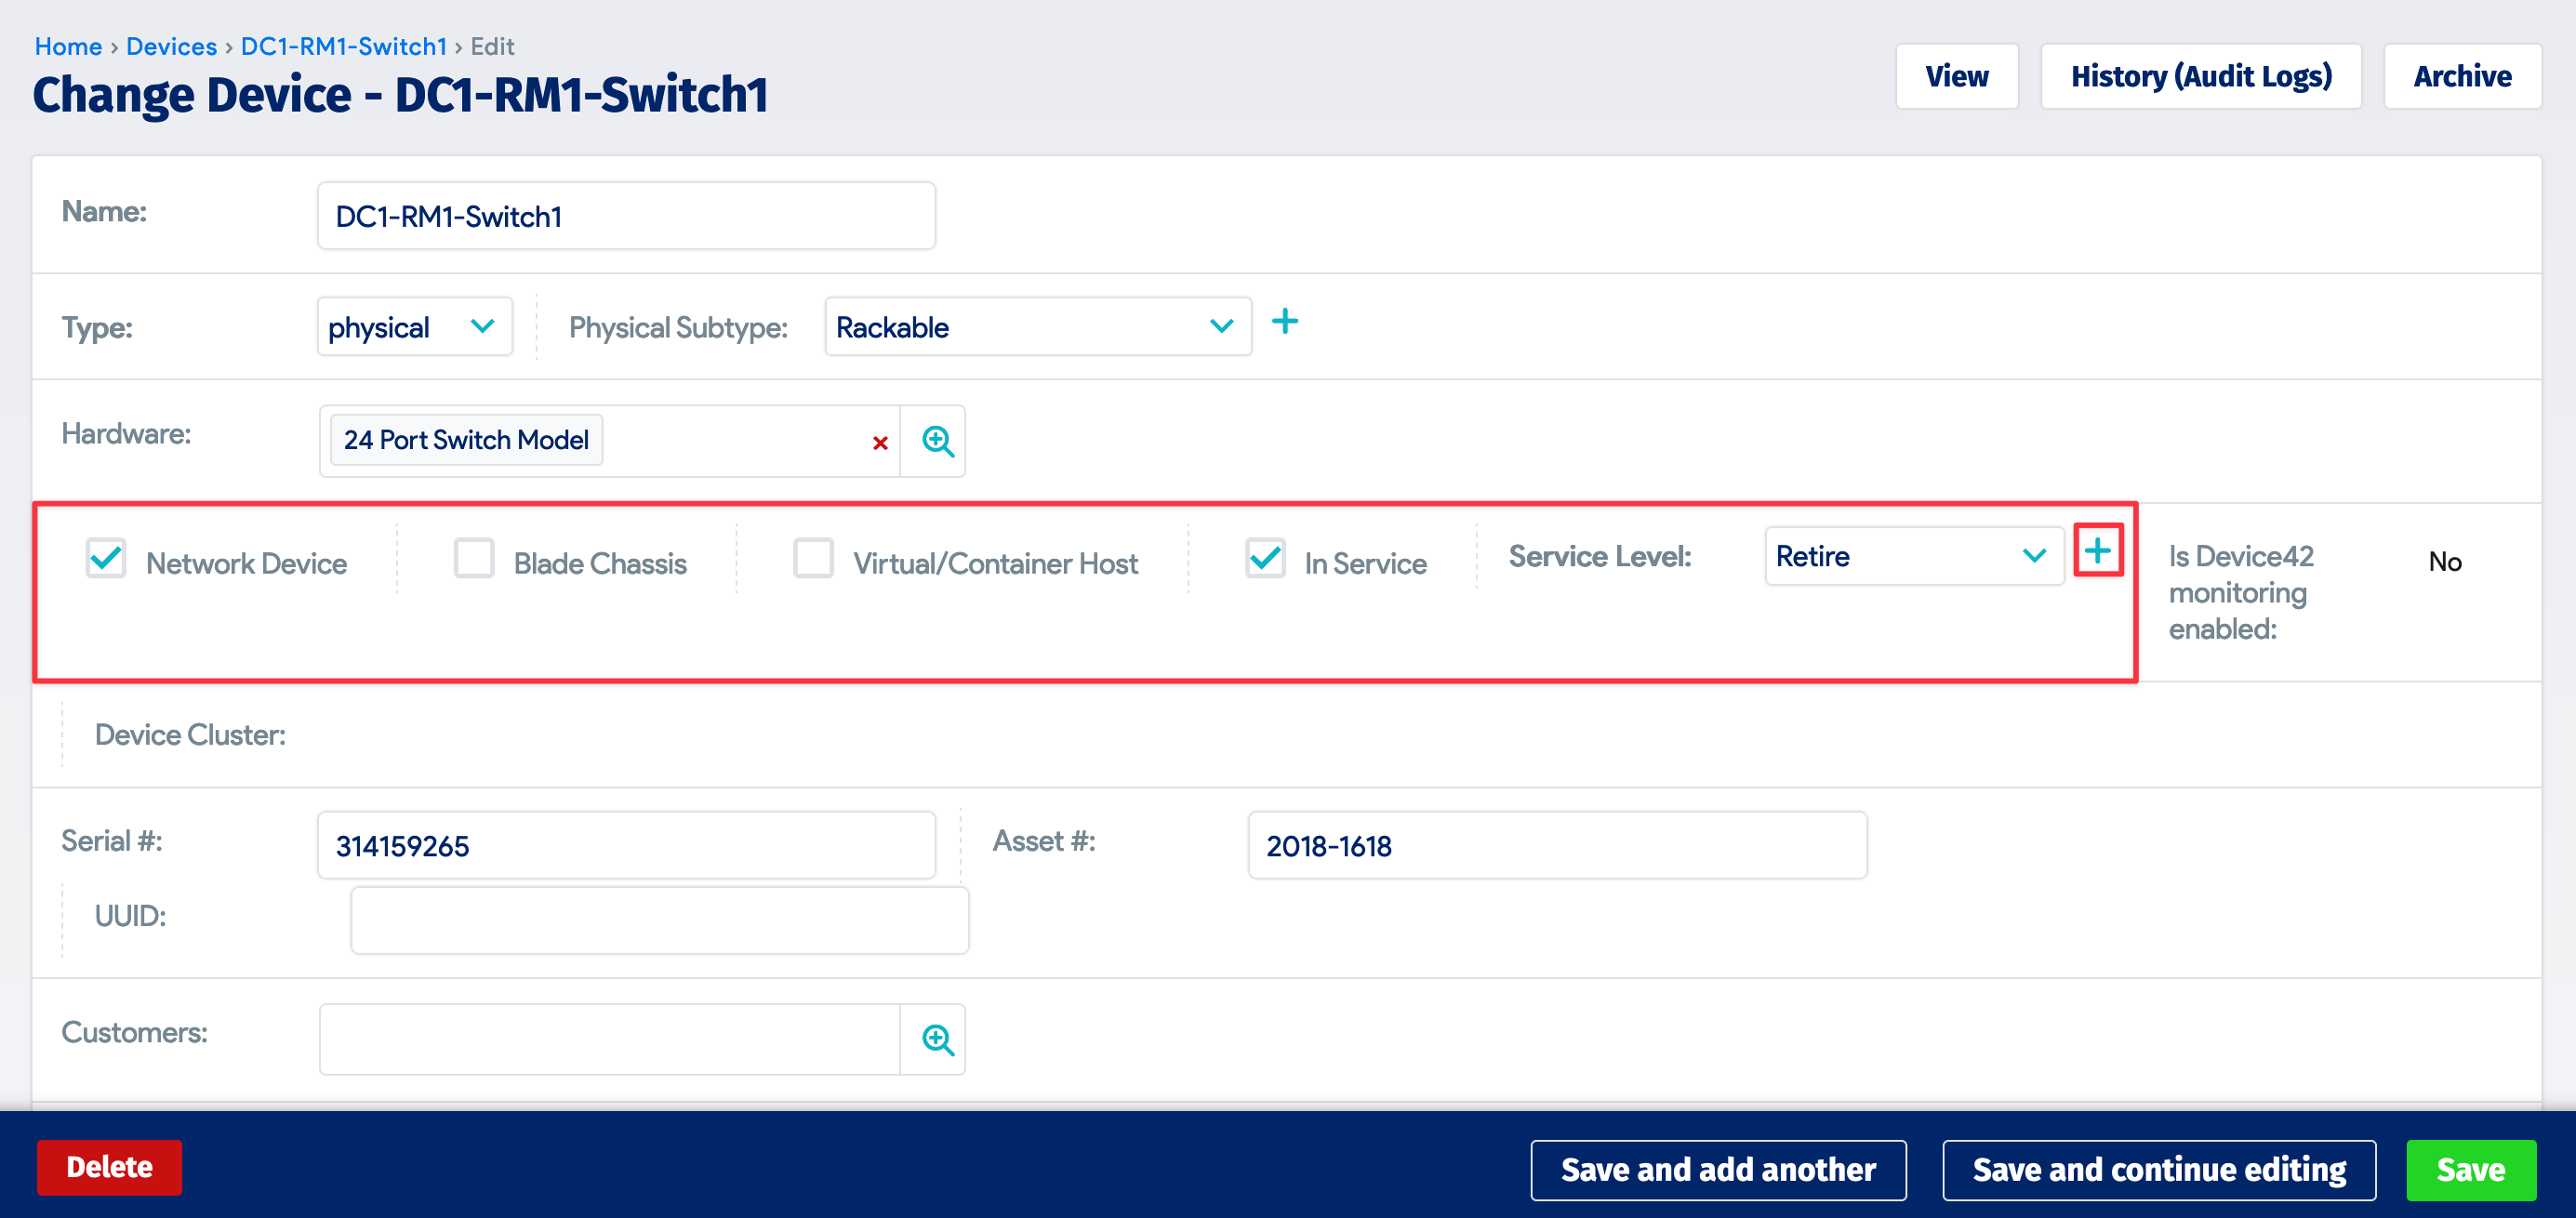 Home › Devices › DC1-RM1-Switch1 › Edit
Change Device - DC1-RM1-Switch1
View
History (Audit Logs)
Archive
Name:
DC1-RM1-Switch1
Type:
physical
Physical Subtype:
Rackable
Hardware:
24 Port Switch Model
Network Device
Blade Chassis
Virtual/Container Host
In Service
Service Level:
Retire
Is Device42
monitoring
enabled:
No
Device Cluster:
Serial #:
314159265
Asset #:
2018-1618
UUID:
Customers:
Delete
Save and add another
Save and continue editing
Save